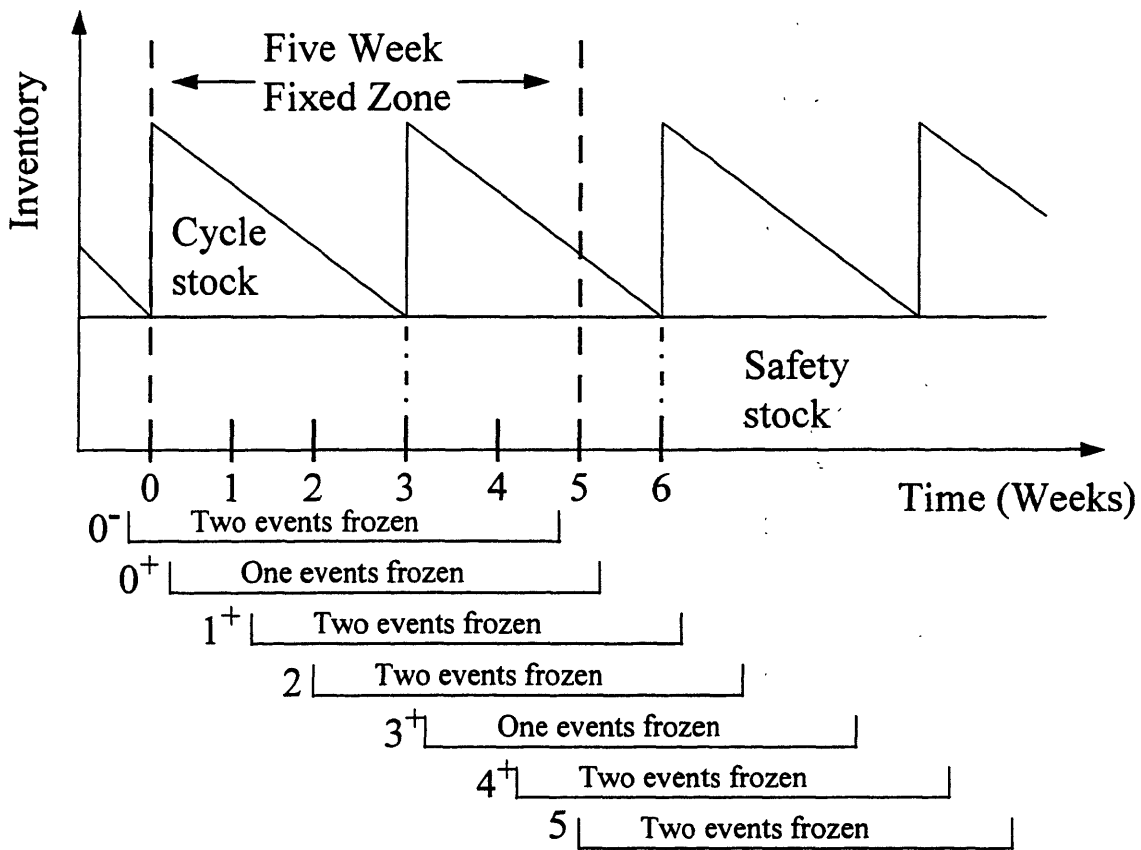 Five Week
Fixed Zone
Inventory
Cycle
stock
Safety
stock
0 1 2 3 4 5 6
Time (Weeks)
0⁻ Two events frozen
0⁺ One events frozen
1⁺ Two events frozen
2 Two events frozen
3⁺ One events frozen
4⁺ Two events frozen
5 Two events frozen